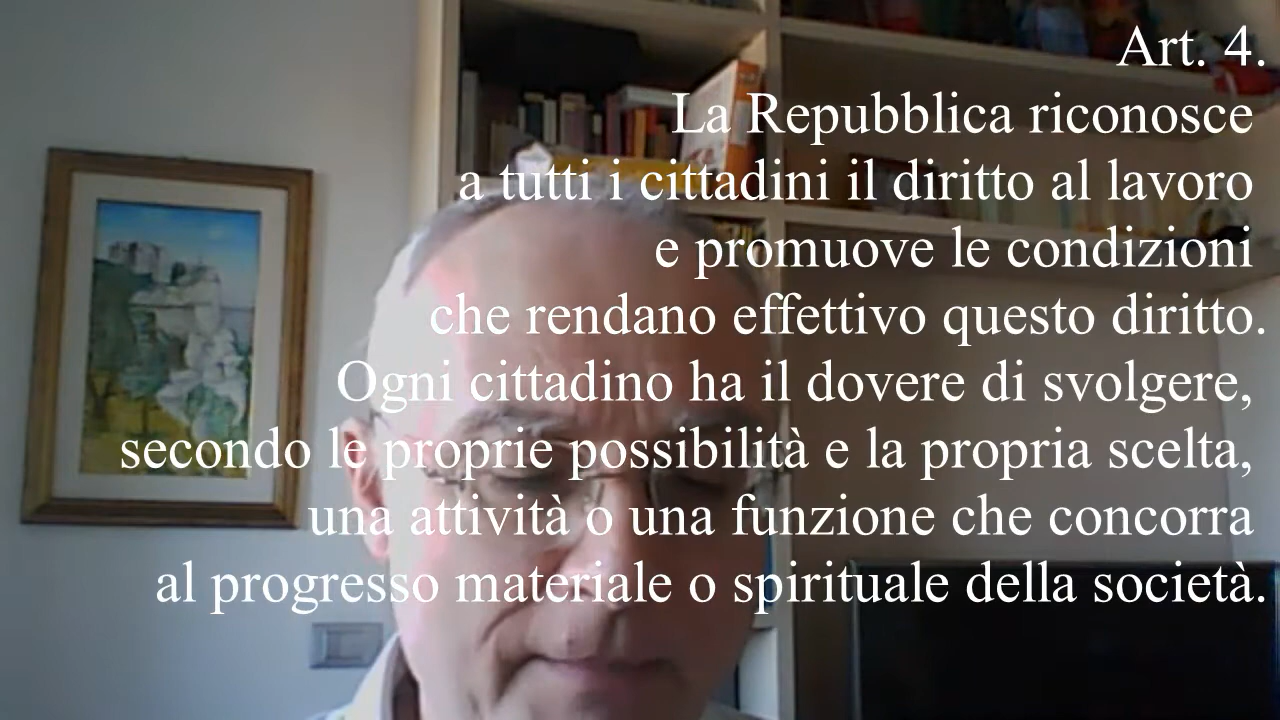 Art. 4.
La Repubblica riconosce
a tutti i cittadini il diritto al lavoro
e promuove le condizioni
che rendano effettivo questo diritto.
Ogni cittadino ha il dovere di svolgere,
secondo le proprie possibilità e la propria scelta,
una attività o una funzione che concorra
al progresso materiale o spirituale della società.